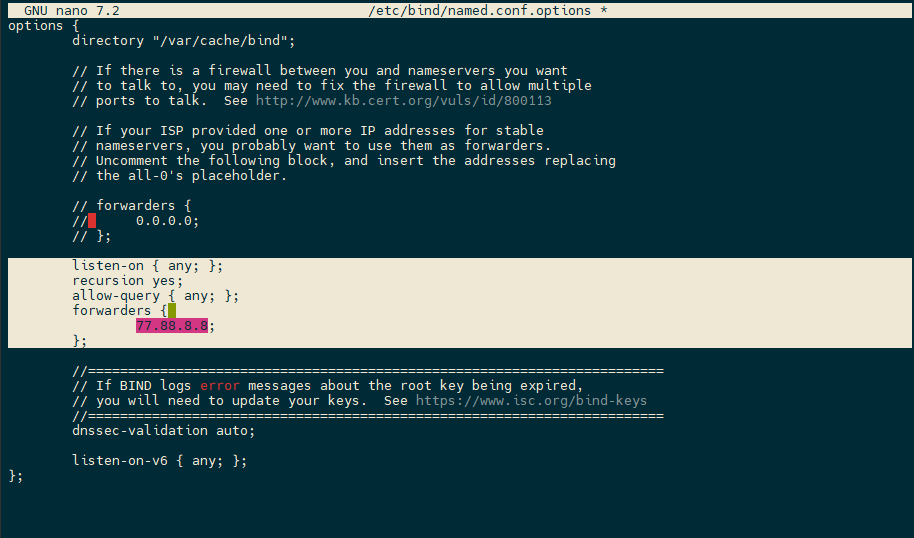 GNU nano 7.2 /etc/bind/named.conf.options *
options {
directory "/var/cache/bind";
// If there is a firewall between you and nameservers you want
// to talk to, you may need to fix the firewall to allow multiple
// ports to talk.  See http://www.kb.cert.org/vuls/id/800113
// If your ISP provided one or more IP addresses for stable
// nameservers, you probably want to use them as forwarders.
// Uncomment the following block, and insert the addresses replacing
// the all-0's placeholder.
// forwarders {
//      0.0.0.0;
// };
listen-on { any; };
recursion yes;
allow-query { any; };
forwarders {
77.88.8.8;
};
//========================================================================
// If BIND logs error messages about the root key being expired,
// you will need to update your keys.  See https://www.isc.org/bind-keys
//========================================================================
dnssec-validation auto;
listen-on-v6 { any; };
};